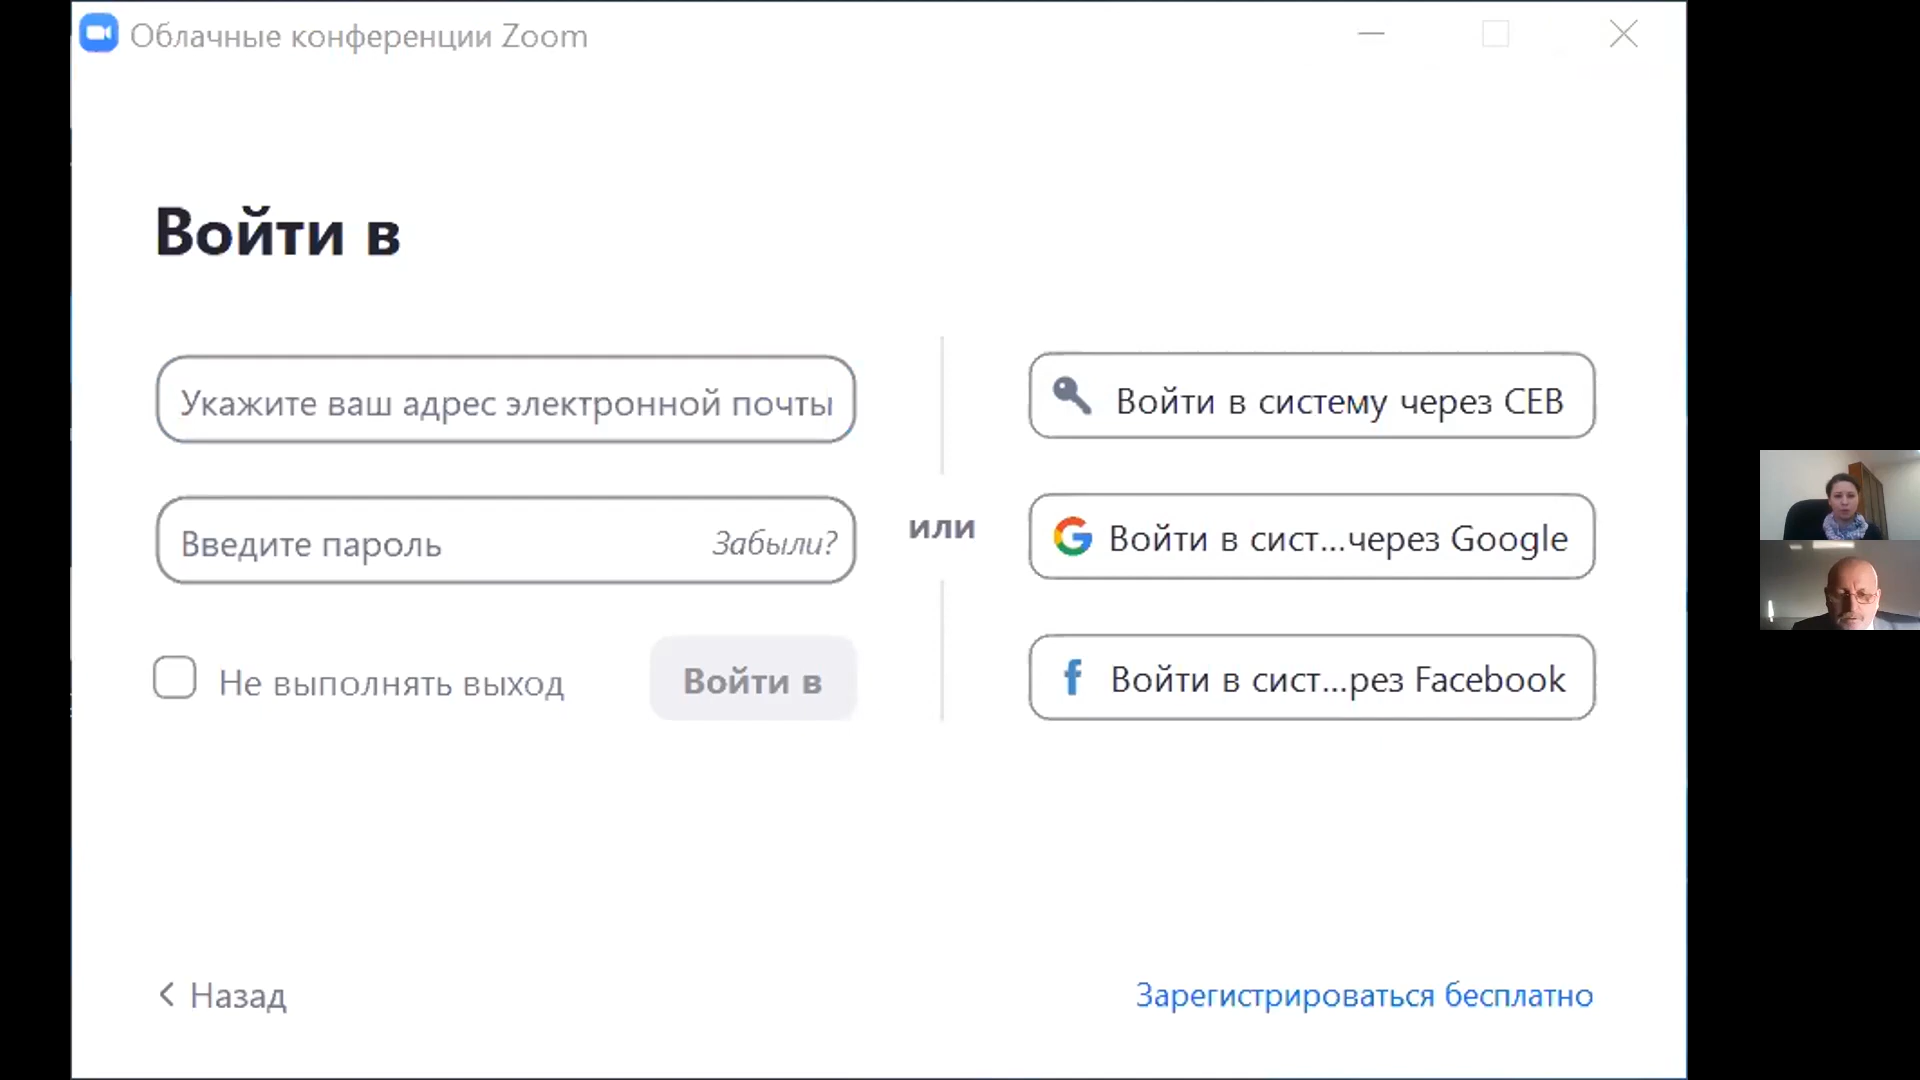 Облачные конференции Zoom
Войти в
Укажите ваш адрес электронной почты
Введите пароль
Забыли?
Не выполнять выход
Войти в
или
Войти в систему через СЕВ
Войти в сист...через Google
Войти в сист...рез Facebook
Назад
Зарегистрироваться бесплатно